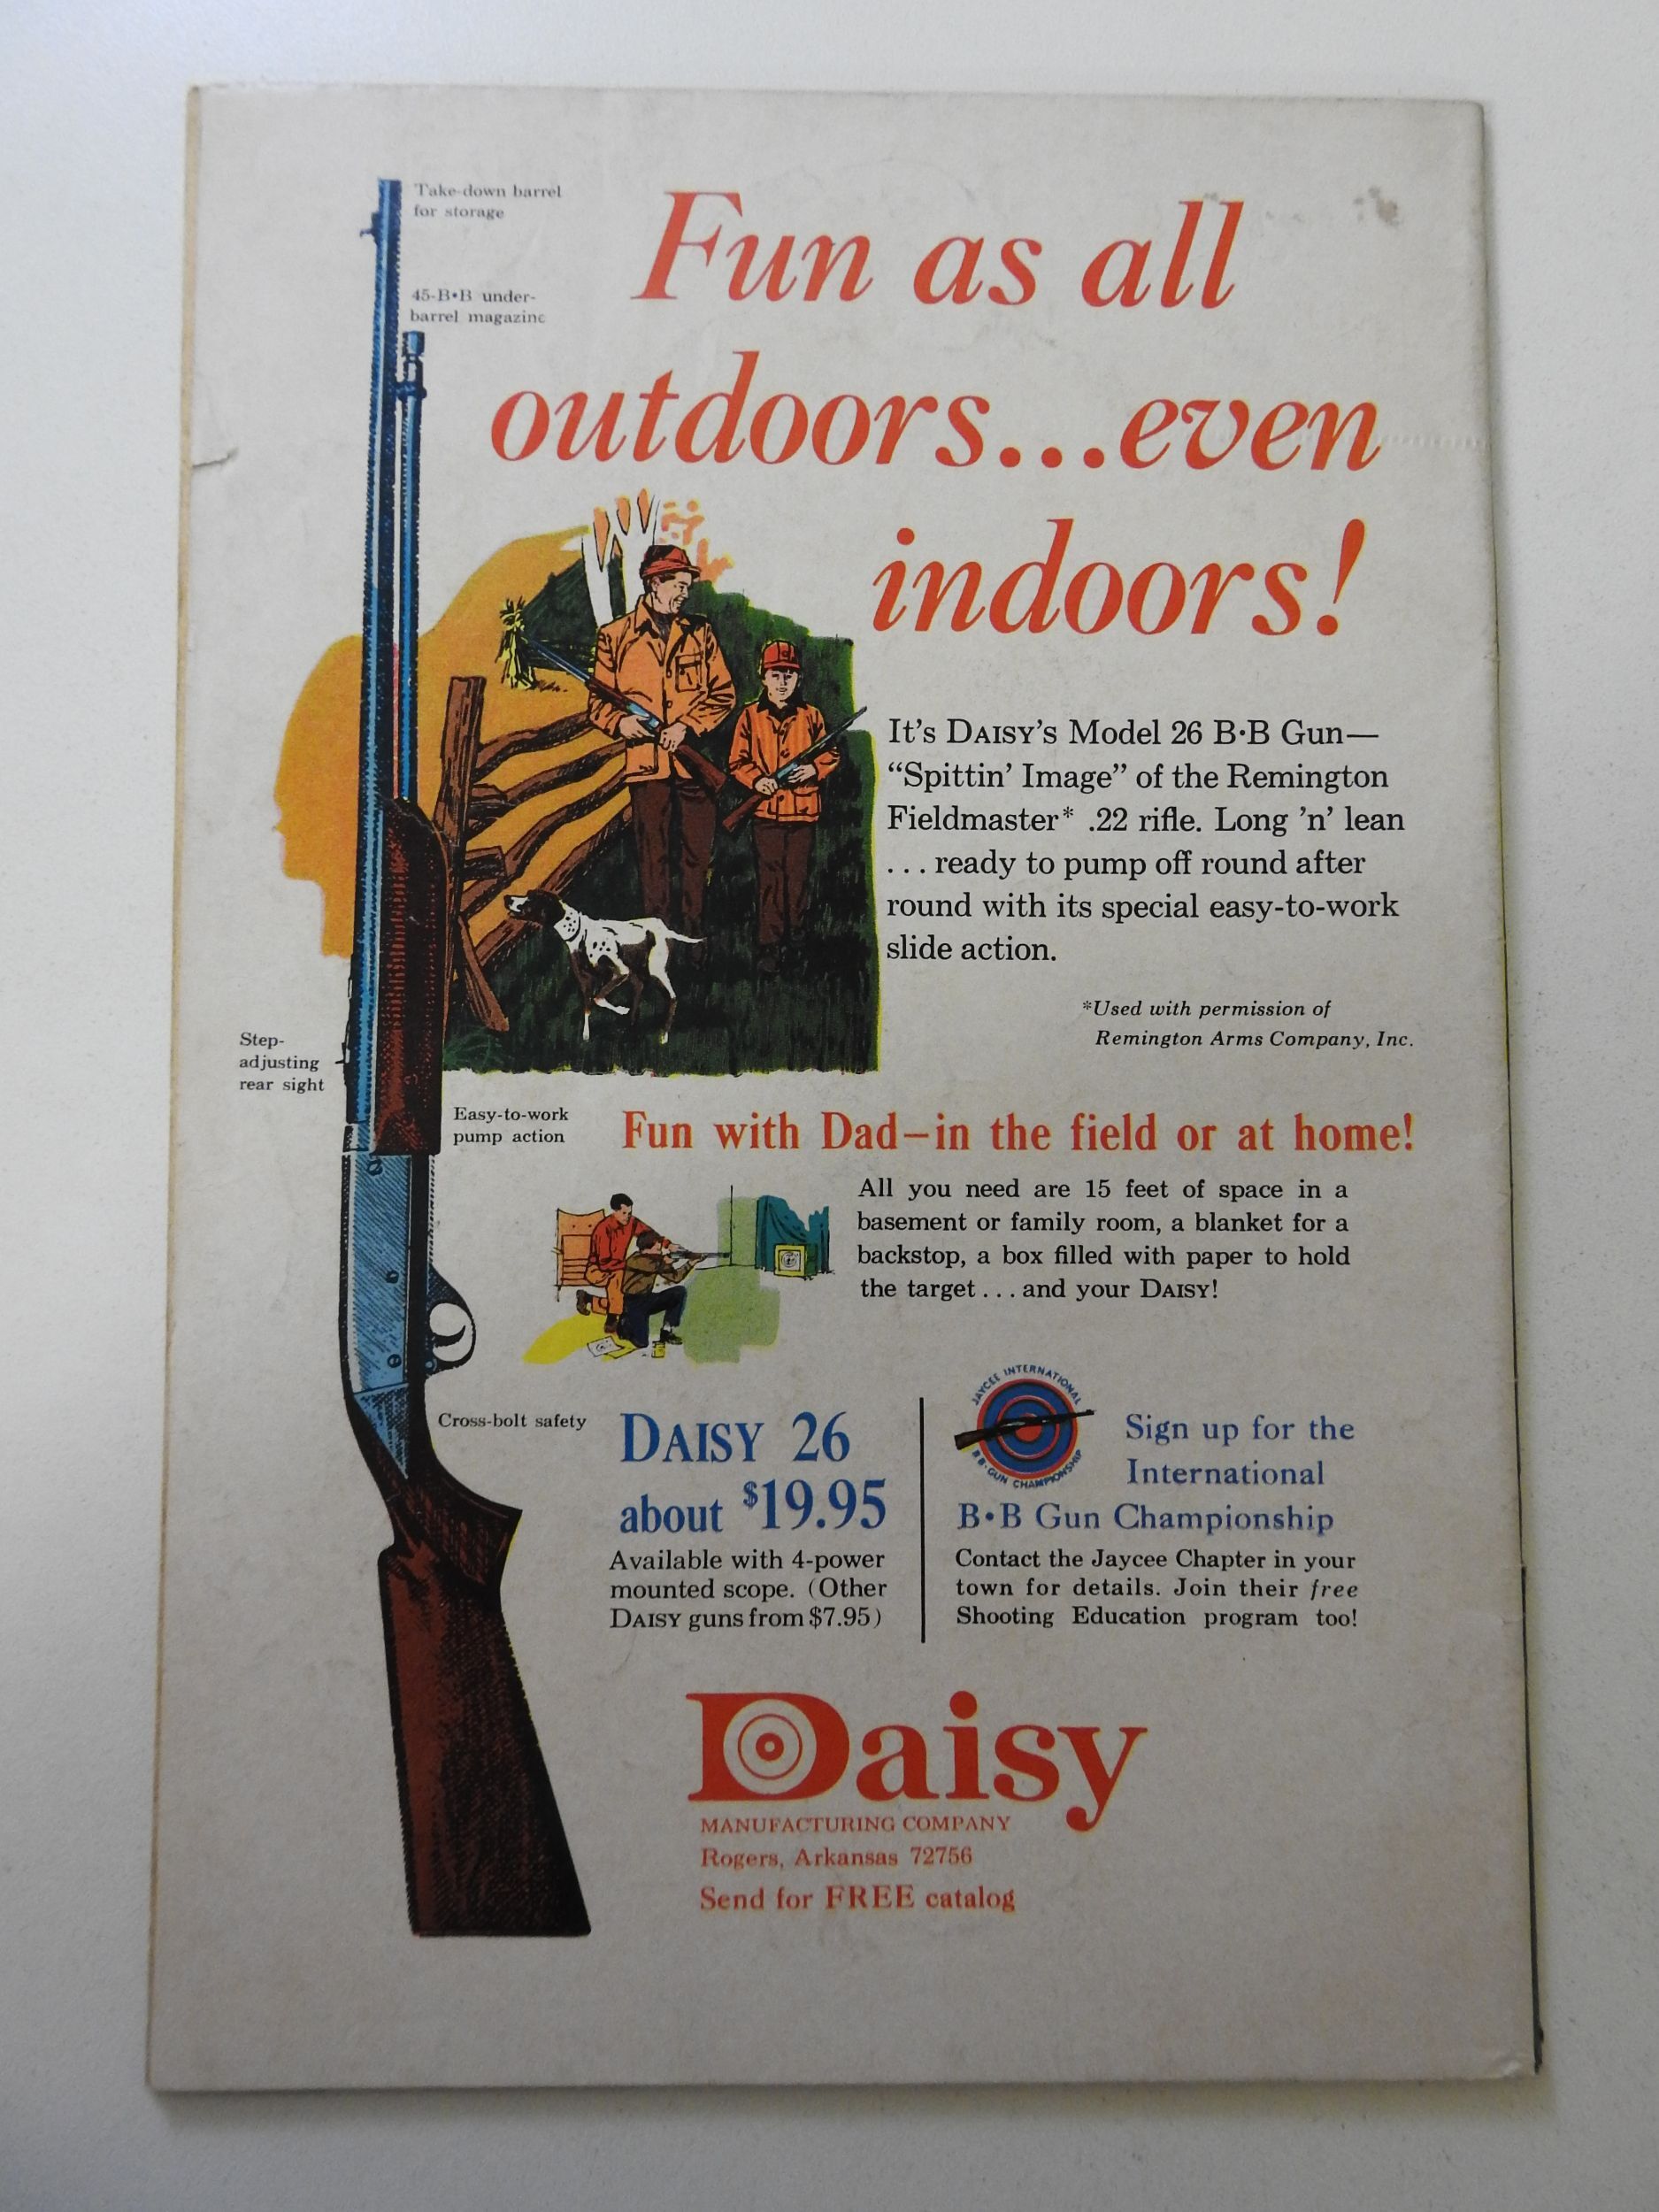 Take-down barrel
for storage
45-B•B under-
barrel magazine
Fun as all
outdoors...even
indoors!
It's DAISY'S Model 26 B•B Gun—
“Spittin’ Image” of the Remington
Fieldmaster* .22 rifle. Long ’n’ lean
... ready to pump off round after
round with its special easy-to-work
slide action.
*Used with permission of
Remington Arms Company, Inc.
Step-
adjusting
rear sight
Easy-to-work
pump action
Fun with Dad—in the field or at home!
All you need are 15 feet of space in a
basement or family room, a blanket for a
backstop, a box filled with paper to hold
the target ... and your DAISY!
Cross-bolt safety
DAISY 26
about $19.95
Available with 4-power
mounted scope. (Other
DAISY guns from $7.95)
JAYCEE INTERNATIONAL
BB•GUN CHAMPIONSHIP
Sign up for the
International
B•B Gun Championship
Contact the Jaycee Chapter in your
town for details. Join their free
Shooting Education program too!
Daisy
MANUFACTURING COMPANY
Rogers, Arkansas 72756
Send for FREE catalog